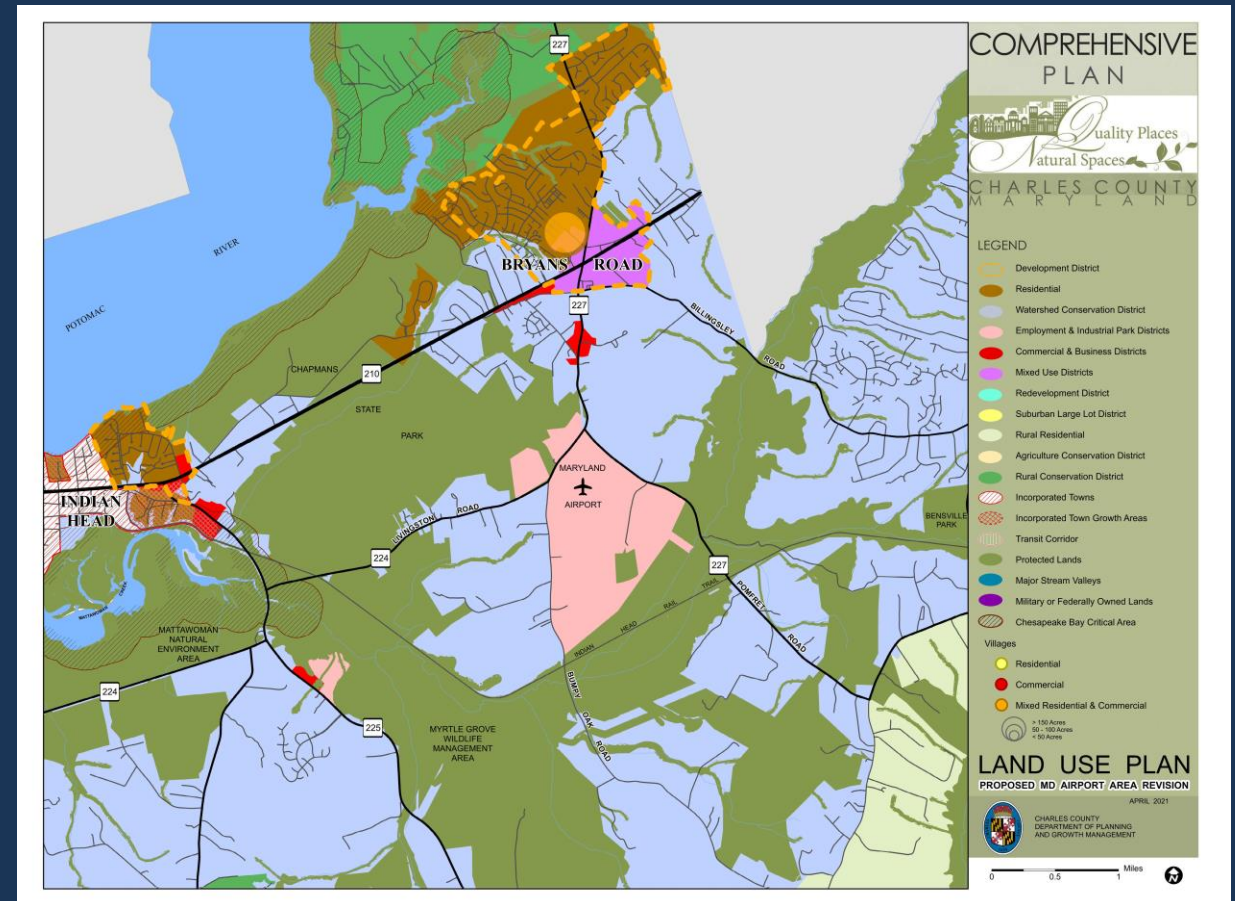 227
RIVER
POTOMAC
BRYANS ROAD
227
BILLINGSLEY
ROAD
210
CHAPMANS
STATE
PARK
INDIAN
HEAD
MARYLAND
AIRPORT
LIVINGSTON ROAD
224
BENSVILLE
PARK
227
POMFRET
ROAD
INDIAN HEAD RAIL TRAIL
MATTAWOMAN CREEK
MATTAWOMAN
NATURAL
ENVIRONMENT
AREA
224
225
BUMPY OAK ROAD
MYRTLE GROVE
WILDLIFE
MANAGEMENT
AREA
COMPREHENSIVE
PLAN
Quality Places
Natural Spaces
CHARLES COUNTY
MARYLAND
LEGEND
Development District
Residential
Watershed Conservation District
Employment & Industrial Park Districts
Commercial & Business Districts
Mixed Use Districts
Redevelopment District
Suburban Large Lot District
Rural Residential
Agriculture Conservation District
Rural Conservation District
Incorporated Towns
Incorporated Town Growth Areas
Transit Corridor
Protected Lands
Major Stream Valleys
Military or Federally Owned Lands
Chesapeake Bay Critical Area
Villages
Residential
Commercial
Mixed Residential & Commercial
> 150 Acres
50 - 100 Acres
< 50 Acres
LAND USE PLAN
PROPOSED MD AIRPORT AREA REVISION
APRIL 2021
CHARLES COUNTY
DEPARTMENT OF PLANNING
AND GROWTH MANAGEMENT
Miles
0 0.5 1
N